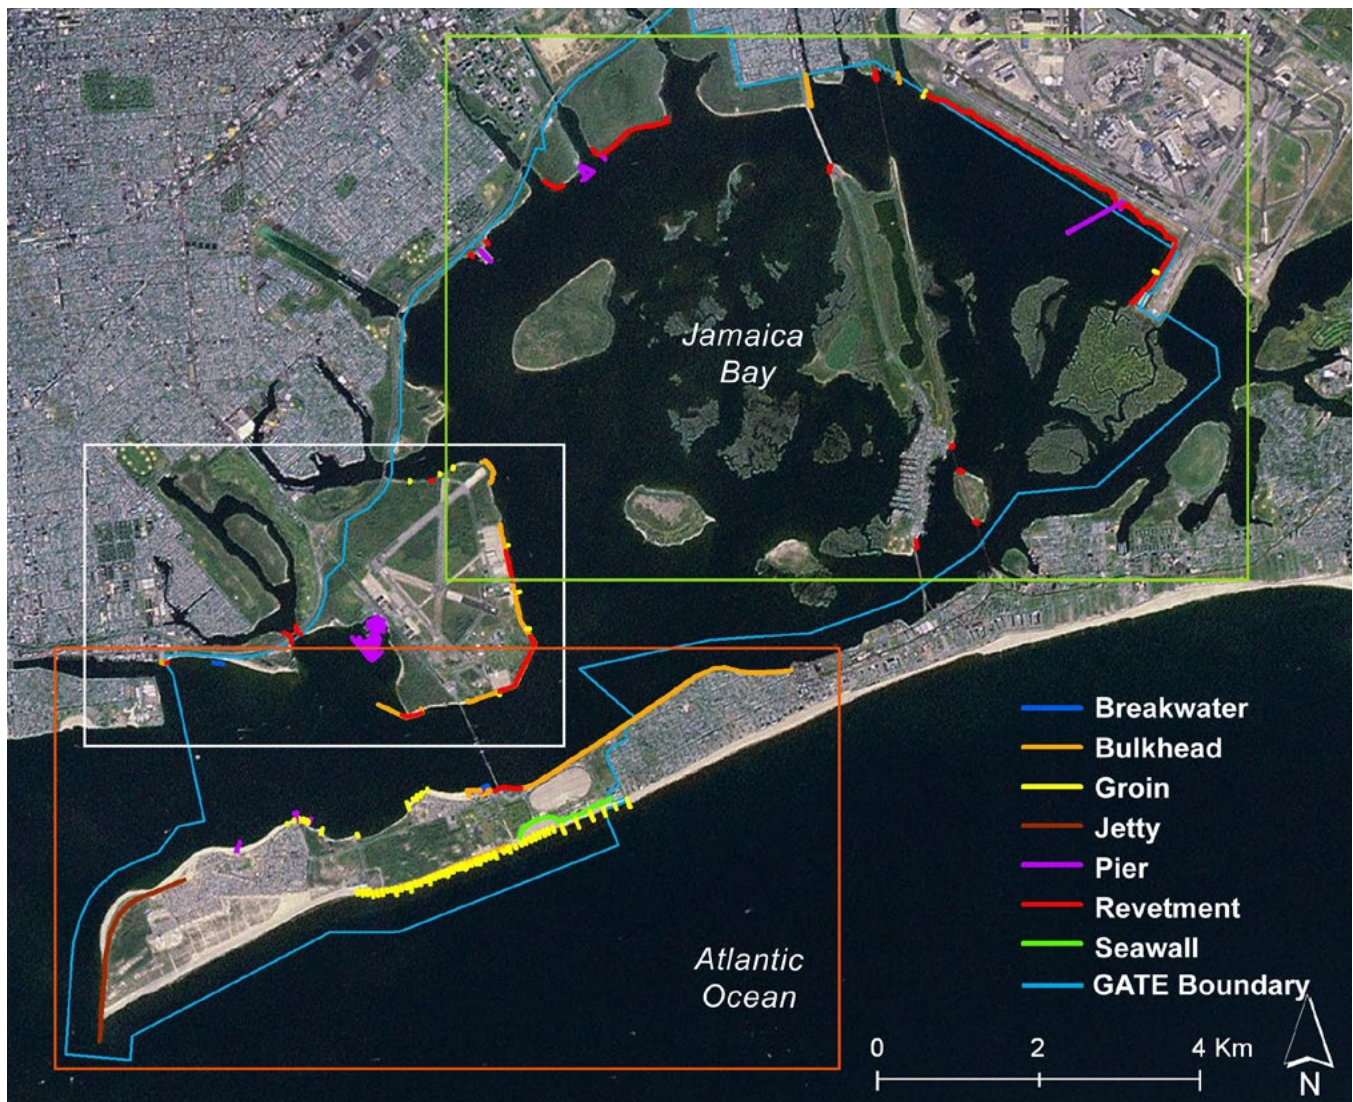 Jamaica
Bay
Breakwater
Bulkhead
Groin
Jetty
Pier
Revetment
Seawall
GATE Boundary
Atlantic
Ocean
0 2 4 Km
N